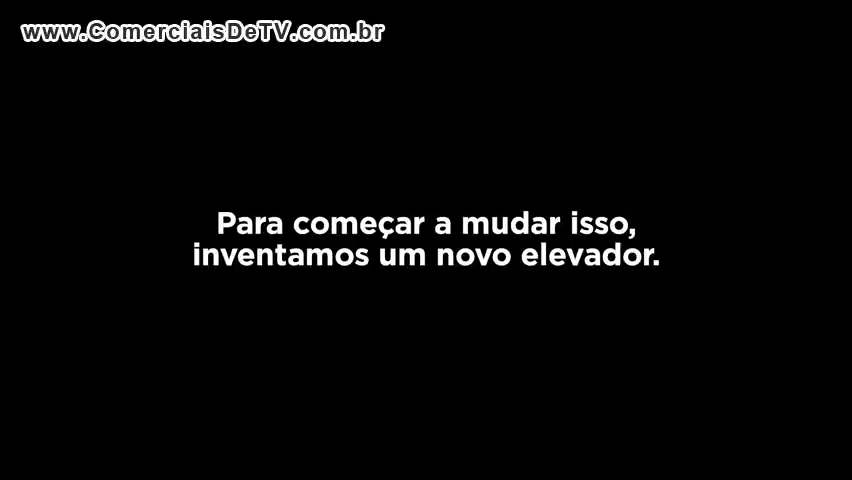 www.ComerciaisDeTV.com.br
Para começar a mudar isso,
inventamos um novo elevador.